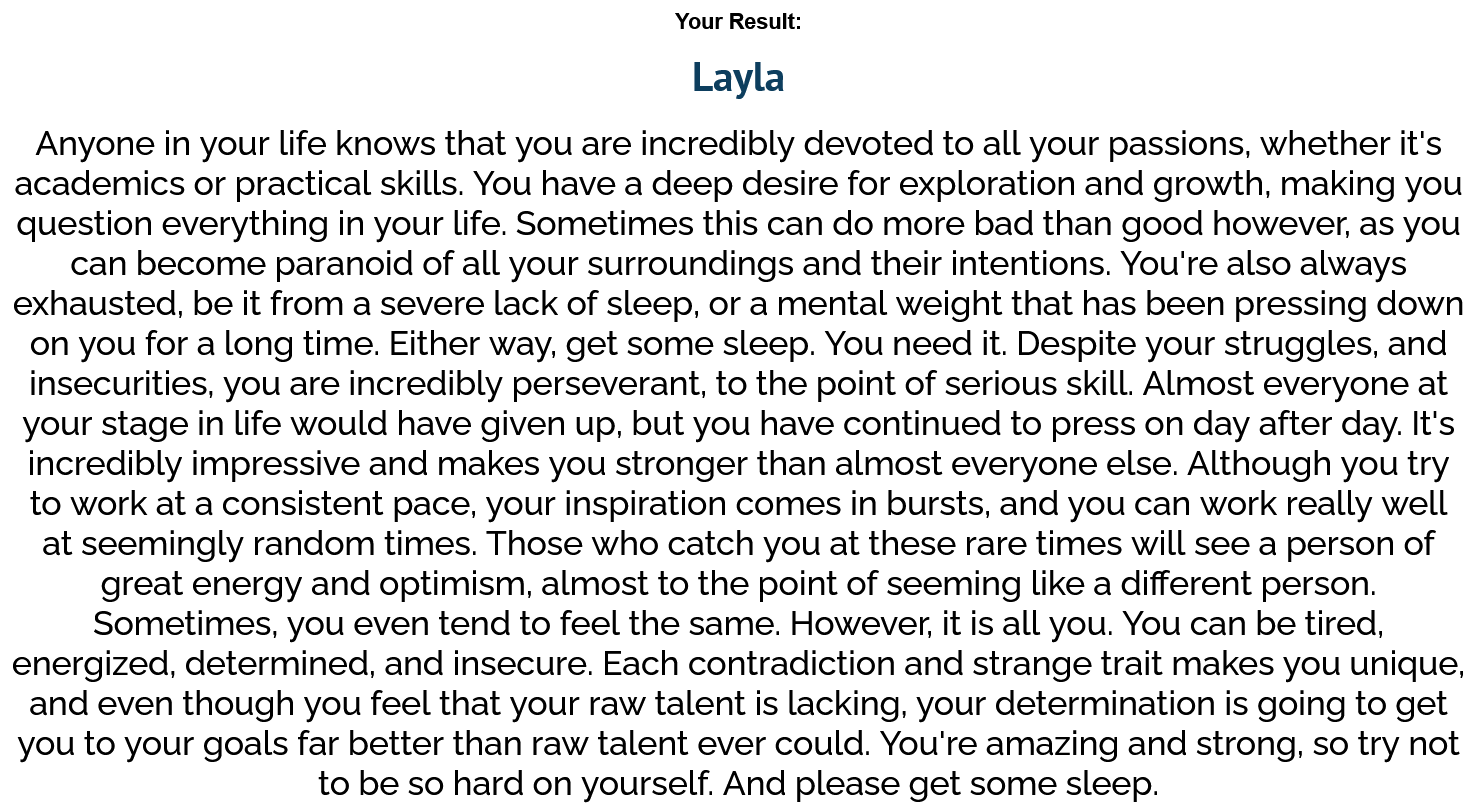 Your Result:
Layla
Anyone in your life knows that you are incredibly devoted to all your passions, whether it's
academics or practical skills. You have a deep desire for exploration and growth, making you
question everything in your life. Sometimes this can do more bad than good however, as you
can become paranoid of all your surroundings and their intentions. You're also always
exhausted, be it from a severe lack of sleep, or a mental weight that has been pressing down
on you for a long time. Either way, get some sleep. You need it. Despite your struggles, and
insecurities, you are incredibly perseverant, to the point of serious skill. Almost everyone at
your stage in life would have given up, but you have continued to press on day after day. It's
incredibly impressive and makes you stronger than almost everyone else. Although you try
to work at a consistent pace, your inspiration comes in bursts, and you can work really well
at seemingly random times. Those who catch you at these rare times will see a person of
great energy and optimism, almost to the point of seeming like a different person.
Sometimes, you even tend to feel the same. However, it is all you. You can be tired,
energized, determined, and insecure. Each contradiction and strange trait makes you unique,
and even though you feel that your raw talent is lacking, your determination is going to get
you to your goals far better than raw talent ever could. You're amazing and strong, so try not
to be so hard on yourself. And please get some sleep.